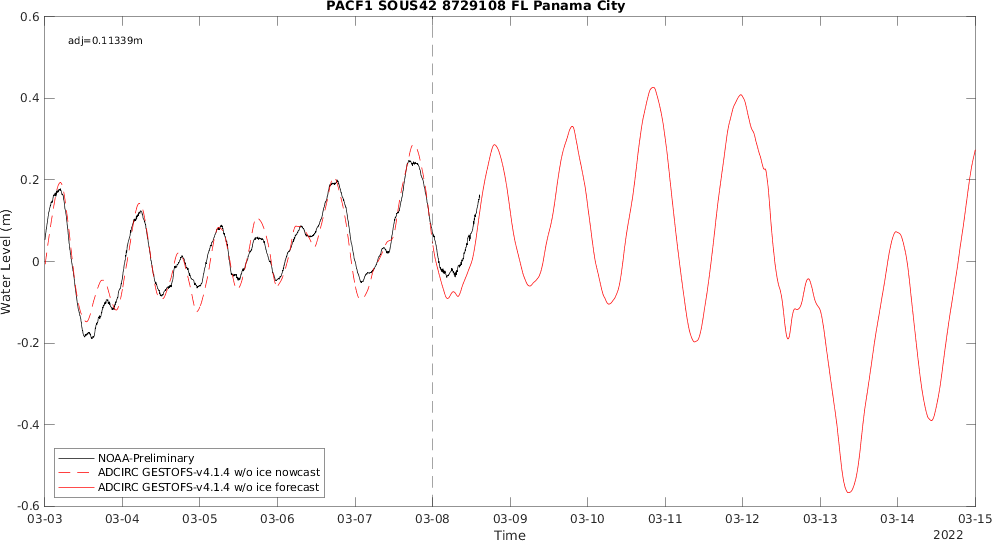 PACF1 SOUS42 8729108 FL Panama City
adj=0.11339m
Water Level (m)
0.6
0.4
0.2
0
-0.2
-0.4
-0.6
NOAA-Preliminary
ADCIRC GESTOFS-v4.1.4 w/o ice nowcast
ADCIRC GESTOFS-v4.1.4 w/o ice forecast
03-03 03-04 03-05 03-06 03-07 03-08 03-09 03-10 03-11 03-12 03-13 03-14 03-15
Time
2022